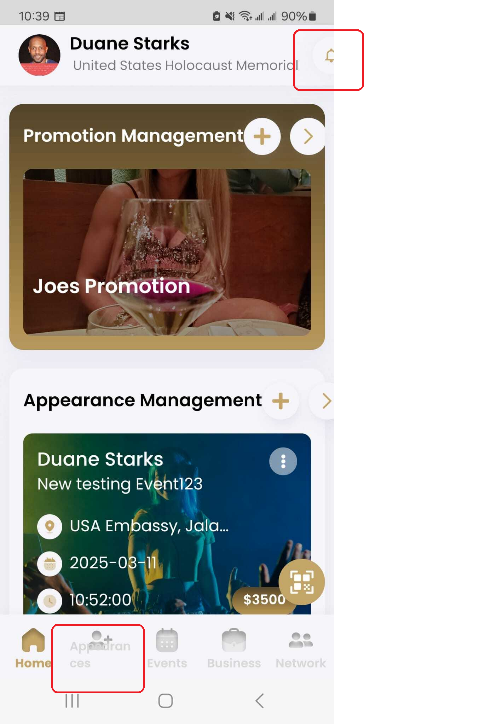 10:39 90%
Duane Starks
United States Holocaust Memorial
Promotion Management
Joes Promotion
Appearance Management
Duane Starks
New testing Event123
USA Embassy, Jala...
2025-03-11
10:52:00
$3500
Home
Appearan
ces
Events
Business
Network